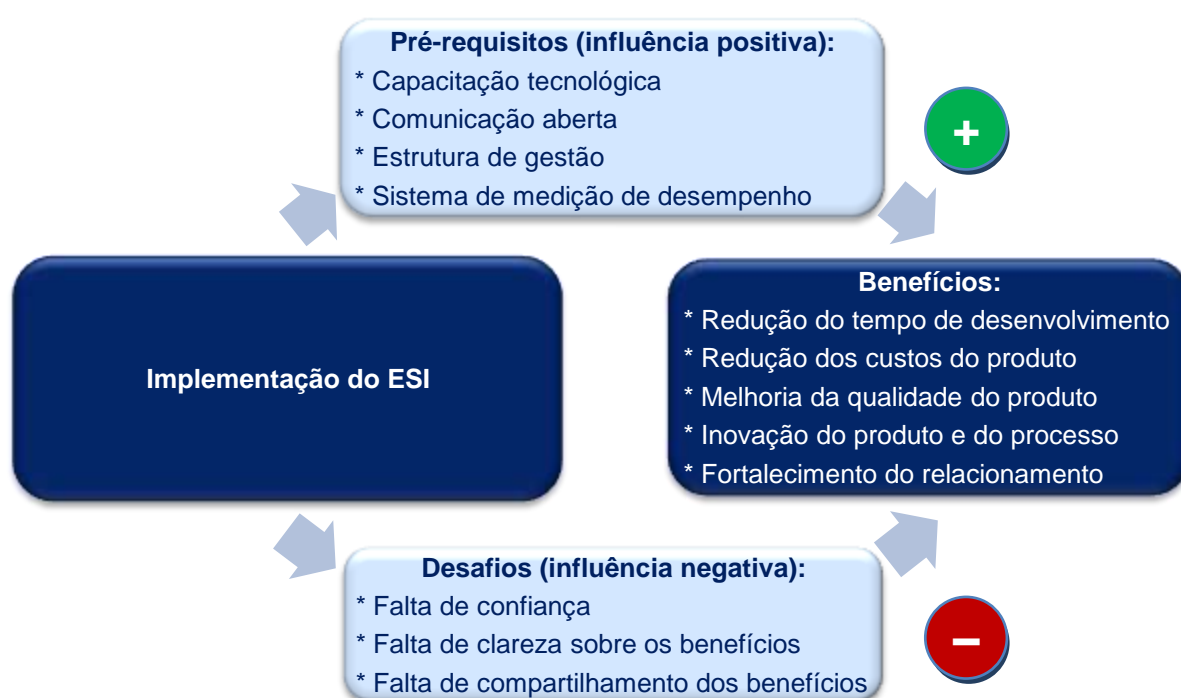 Pré-requisitos (influência positiva):
* Capacitação tecnológica
* Comunicação aberta
* Estrutura de gestão
* Sistema de medição de desempenho
+
Implementação do ESI
Benefícios:
* Redução do tempo de desenvolvimento
* Redução dos custos do produto
* Melhoria da qualidade do produto
* Inovação do produto e do processo
* Fortalecimento do relacionamento
Desafios (influência negativa):
* Falta de confiança
* Falta de clareza sobre os benefícios
* Falta de compartilhamento dos benefícios
–